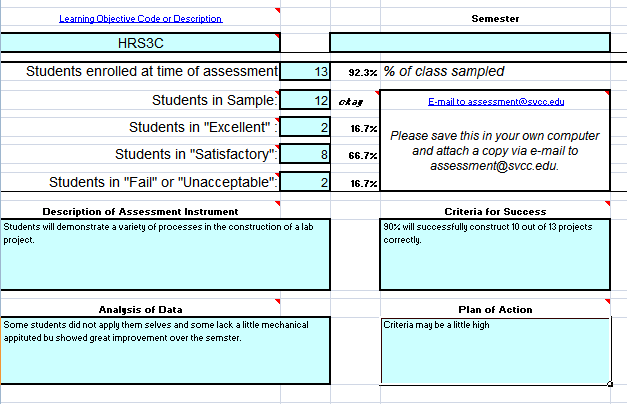 Learning Objective Code or Description
Semester
HRS3C
Students enrolled at time of assessment 13 92.3% % of class sampled
Students in Sample: 12 okay
E-mail to assessment@svcc.edu
Students in "Excellent" : 2 16.7%
Please save this in your own computer
Students in "Satisfactory": 8 66.7%
and attach a copy via e-mail to
assessment@svcc.edu.
Students in "Fail" or "Unacceptable": 2 16.7%
Description of Assessment Instrument
Students will demonstrate a variety of processes in the construction of a lab
project.
Criteria for Success
90% will successfully construct 10 out of 13 projects
correctly.
Analysis of Data
Some students did not apply them selves and some lack a little mechanical
appituted bu showed great improvement over the semster.
Plan of Action
Criteria may be a little high